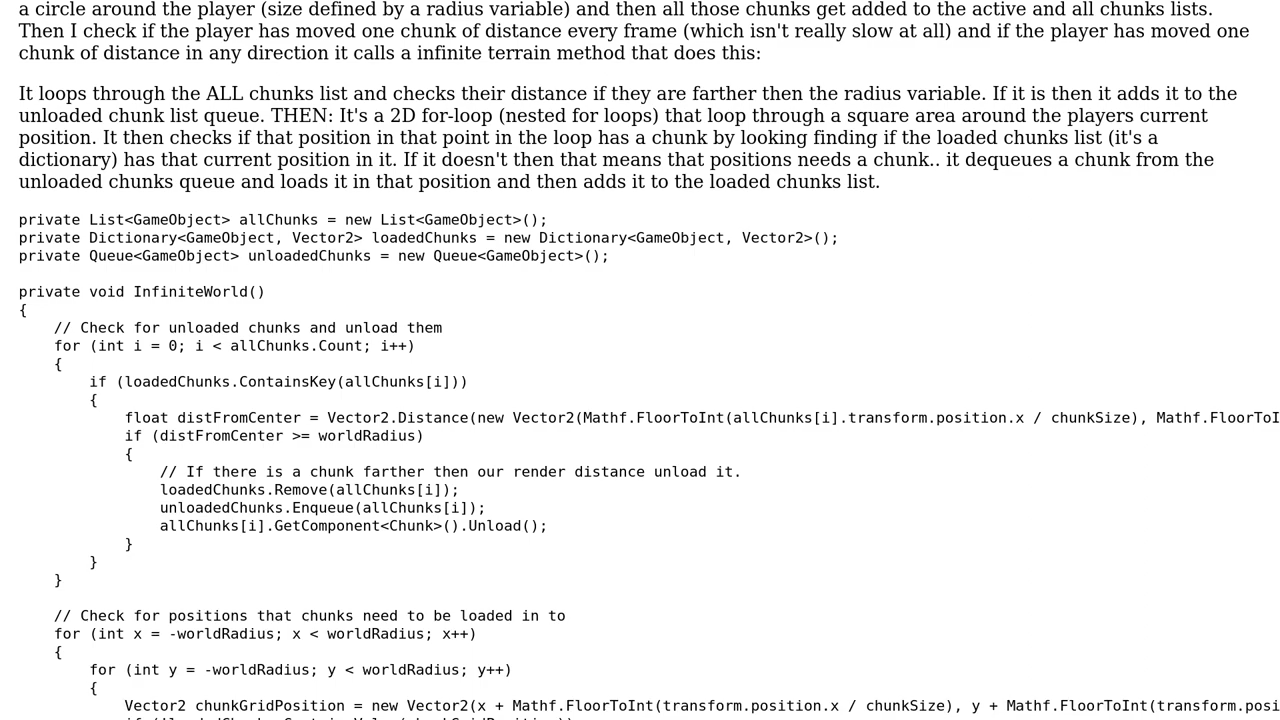 a circle around the player (size defined by a radius variable) and then all those chunks get added to the active and all chunks lists.
Then I check if the player has moved one chunk of distance every frame (which isn't really slow at all) and if the player has moved one
chunk of distance in any direction it calls a infinite terrain method that does this:
It loops through the ALL chunks list and checks their distance if they are farther then the radius variable. If it is then it adds it to the
unloaded chunk list queue. THEN: It's a 2D for-loop (nested for loops) that loop through a square area around the players current
position. It then checks if that position in that point in the loop has a chunk by looking finding if the loaded chunks list (it's a
dictionary) has that current position in it. If it doesn't then that means that positions needs a chunk.. it dequeues a chunk from the
unloaded chunks queue and loads it in that position and then adds it to the loaded chunks list.
private List<GameObject> allChunks = new List<GameObject>();
private Dictionary<GameObject, Vector2> loadedChunks = new Dictionary<GameObject, Vector2>();
private Queue<GameObject> unloadedChunks = new Queue<GameObject>();
private void InfiniteWorld()
{
    // Check for unloaded chunks and unload them
    for (int i = 0; i < allChunks.Count; i++)
    {
        if (loadedChunks.ContainsKey(allChunks[i]))
        {
            float distFromCenter = Vector2.Distance(new Vector2(Mathf.FloorToInt(allChunks[i].transform.position.x / chunkSize), Mathf.FloorToI
            if (distFromCenter >= worldRadius)
            {
                // If there is a chunk farther then our render distance unload it.
                loadedChunks.Remove(allChunks[i]);
                unloadedChunks.Enqueue(allChunks[i]);
                allChunks[i].GetComponent<Chunk>().Unload();
            }
        }
    }
    // Check for positions that chunks need to be loaded in to
    for (int x = -worldRadius; x < worldRadius; x++)
    {
        for (int y = -worldRadius; y < worldRadius; y++)
        {
            Vector2 chunkGridPosition = new Vector2(x + Mathf.FloorToInt(transform.position.x / chunkSize), y + Mathf.FloorToInt(transform.posi